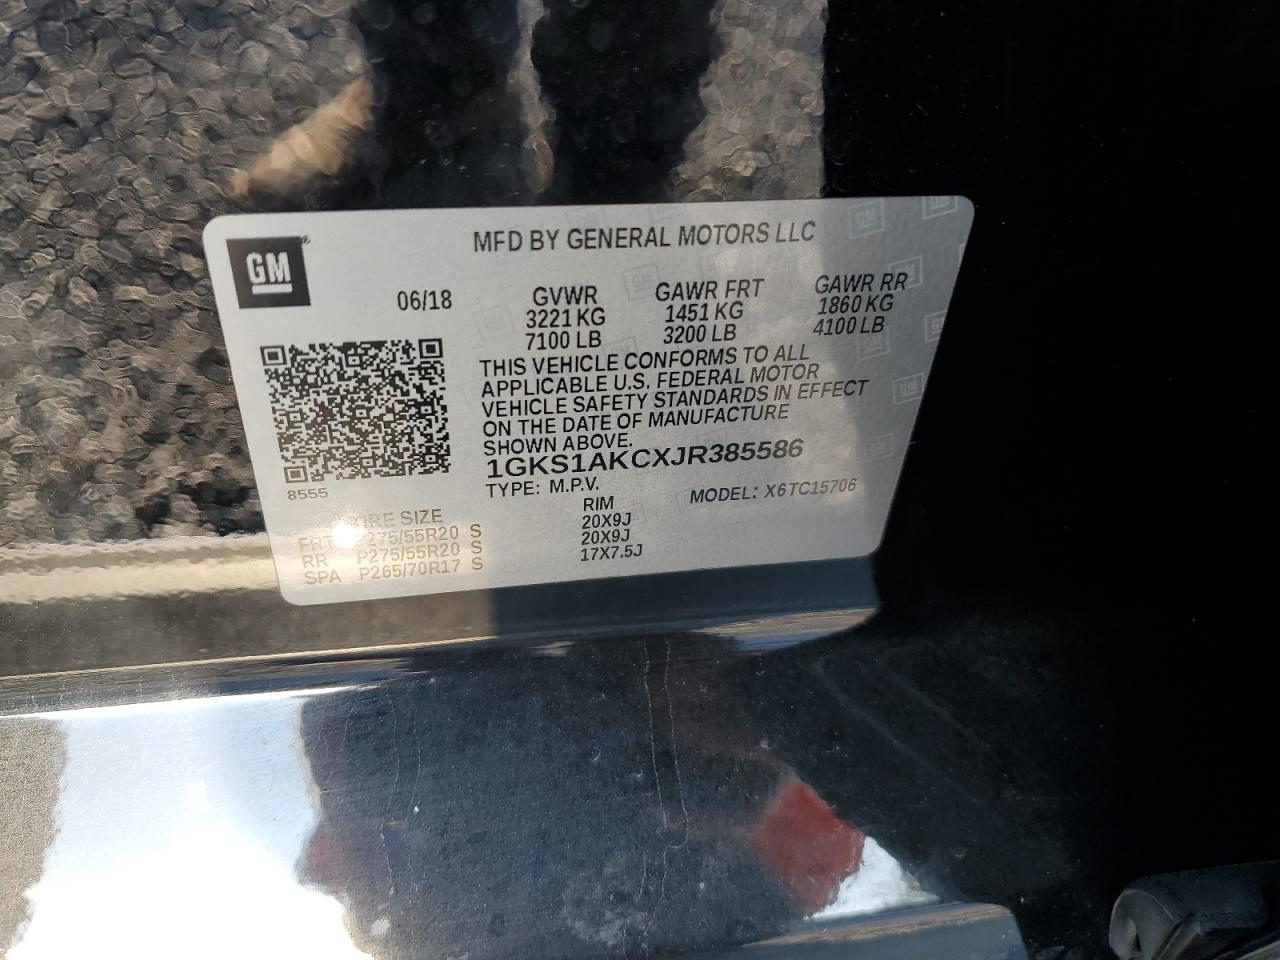 MFD BY GENERAL MOTORS LLC
GM
06/18
GVWR GAWR FRT GAWR RR
3221 KG 1451 KG 1860 KG
7100 LB 3200 LB 4100 LB
THIS VEHICLE CONFORMS TO ALL
APPLICABLE U.S. FEDERAL MOTOR
VEHICLE SAFETY STANDARDS IN EFFECT
ON THE DATE OF MANUFACTURE
SHOWN ABOVE.
1GKS1AKCXJR385586
8555
TYPE: M.P.V. MODEL: X6TC15706
TIRE SIZE RIM
FRT P275/55R20 S 20X9J
RR P275/55R20 S 20X9J
SPA P265/70R17 S 17X7.5J